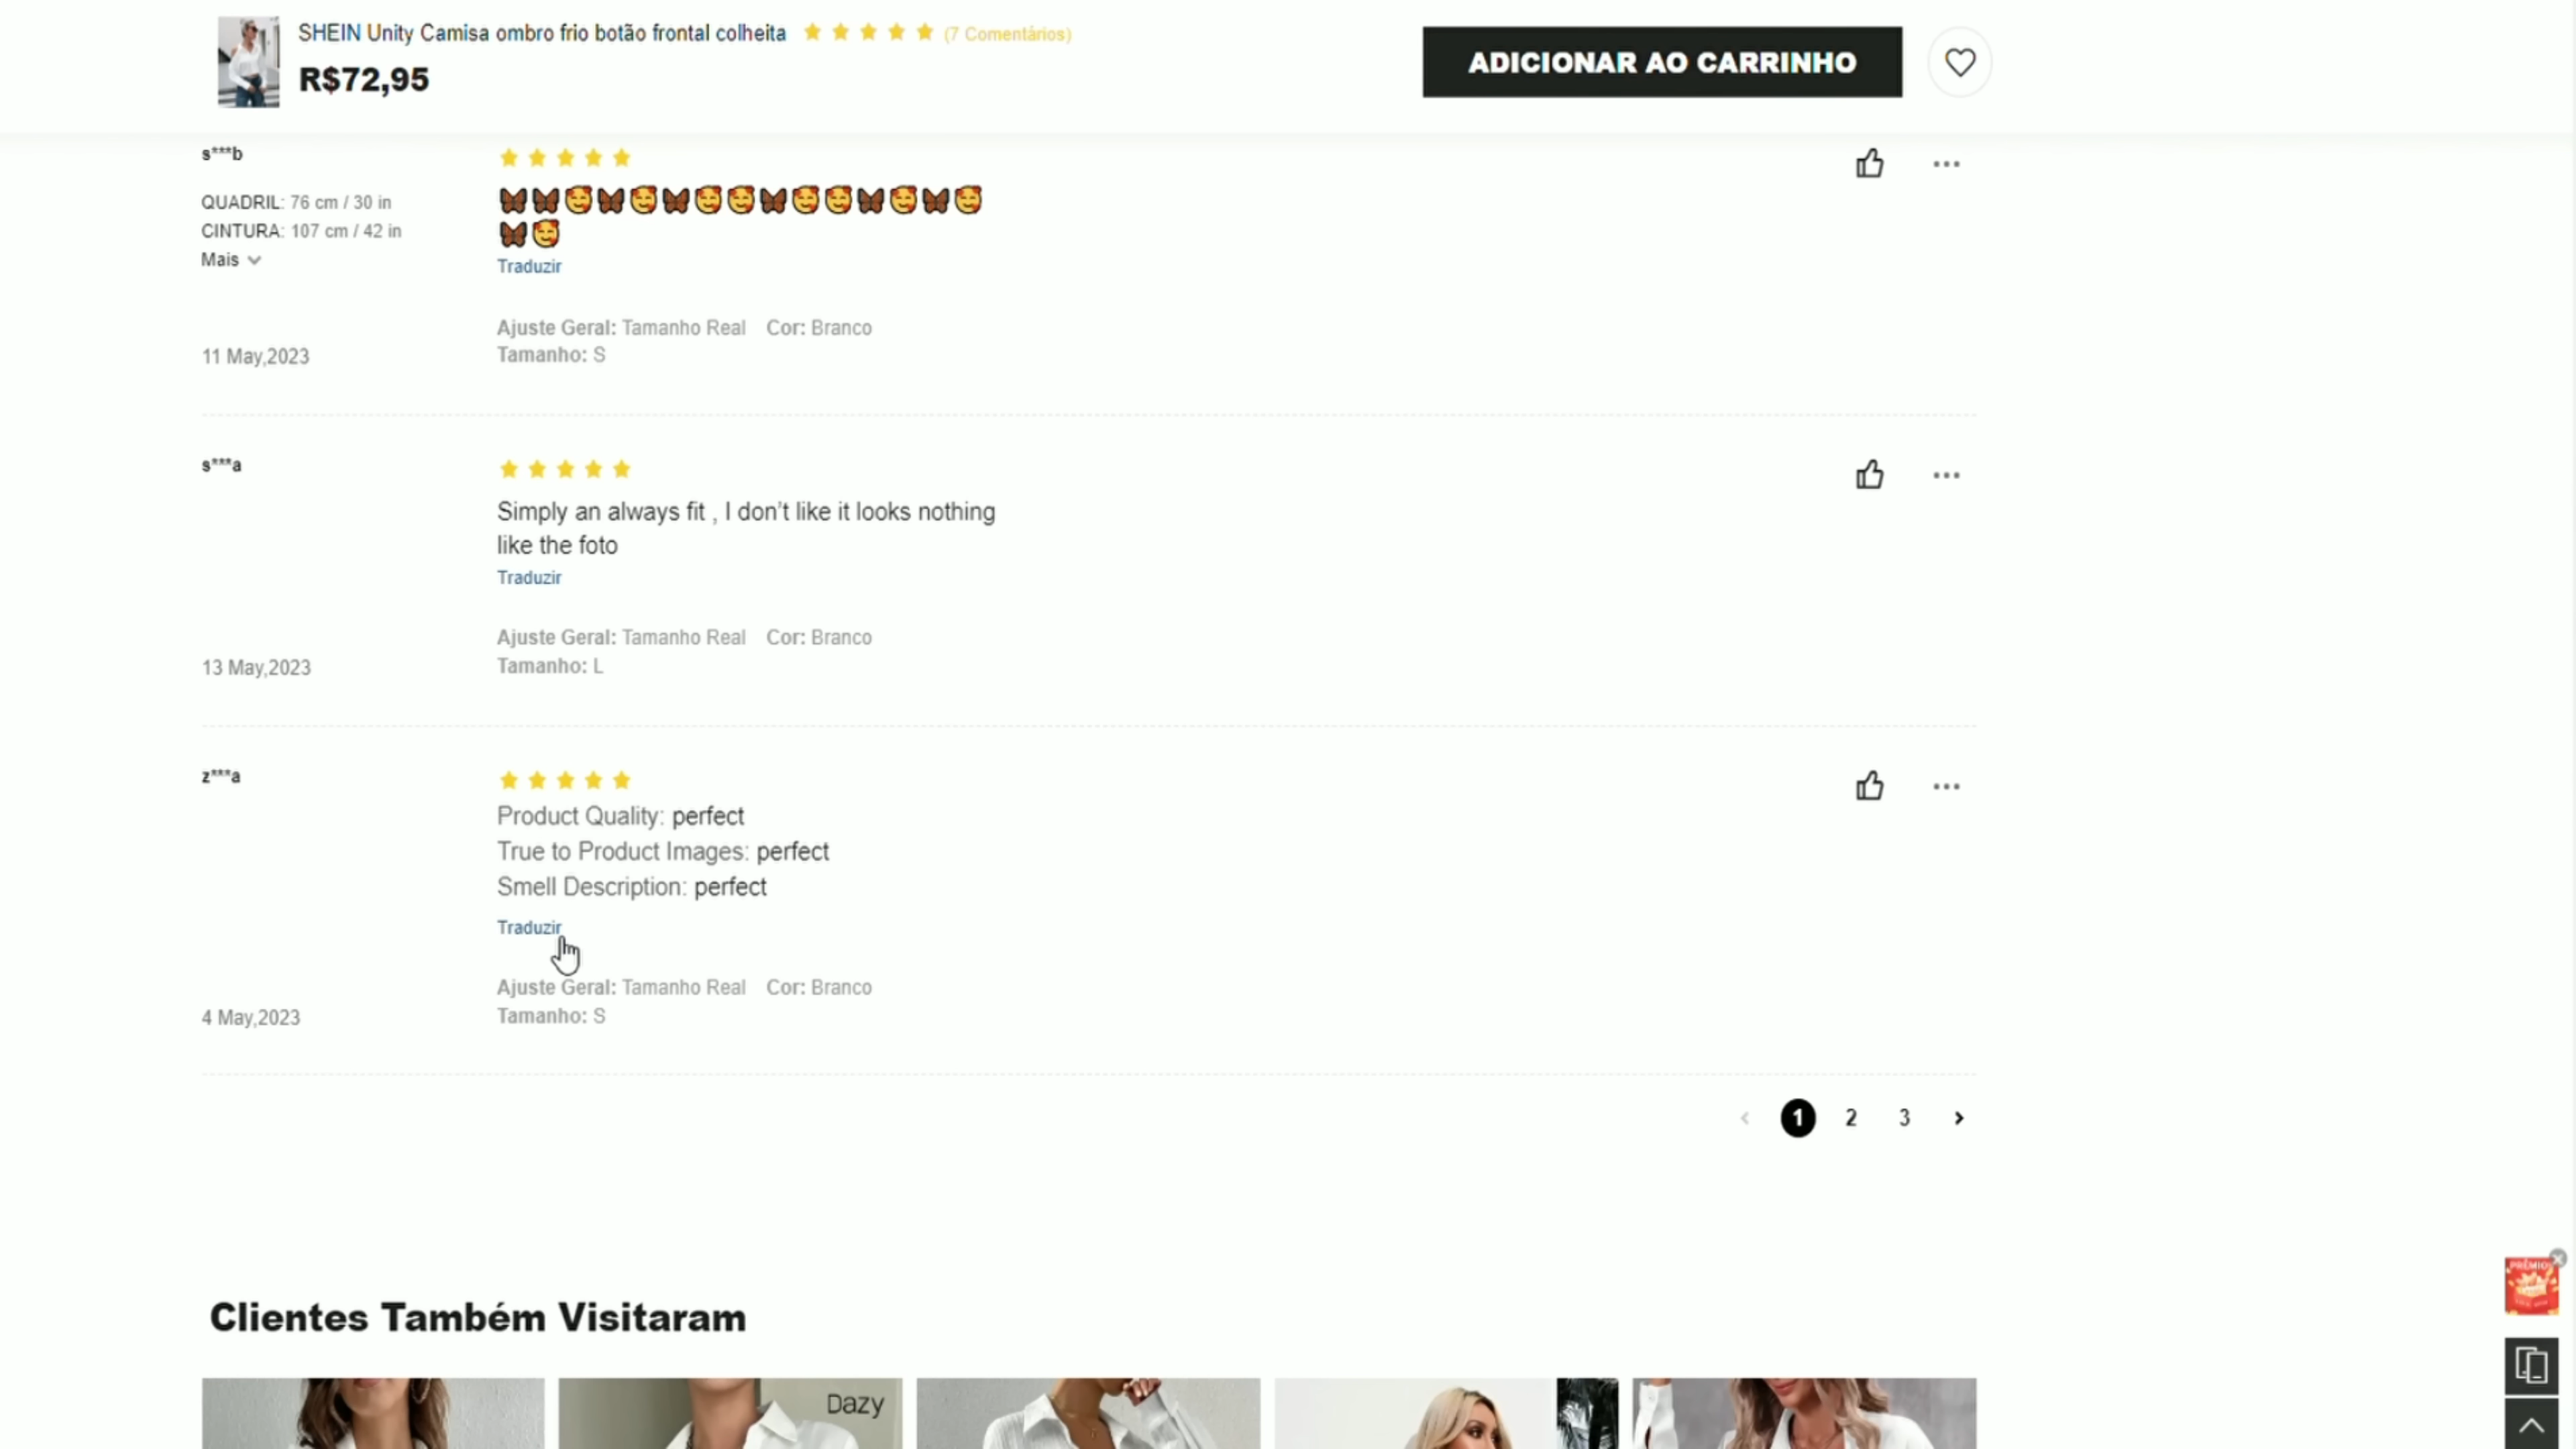 SHEIN Unity Camisa ombro frio botão frontal colheita (7 Comentários)
R$72,95
ADICIONAR AO CARRINHO
s***b
QUADRIL: 76 cm / 30 in
CINTURA: 107 cm / 42 in
Mais
🦋🦋🥰🦋🥰🦋🥰🥰🦋🥰🥰🦋🥰🦋🥰
🦋🥰
Traduzir
Ajuste Geral: Tamanho Real Cor: Branco
Tamanho: S
11 May,2023
s***a
Simply an always fit , I don't like it looks nothing
like the foto
Traduzir
Ajuste Geral: Tamanho Real Cor: Branco
Tamanho: L
13 May,2023
z***a
Product Quality: perfect
True to Product Images: perfect
Smell Description: perfect
Traduzir
Ajuste Geral: Tamanho Real Cor: Branco
Tamanho: S
4 May,2023
1 2 3
PRÊMIO
Clientes Também Visitaram
Dazy